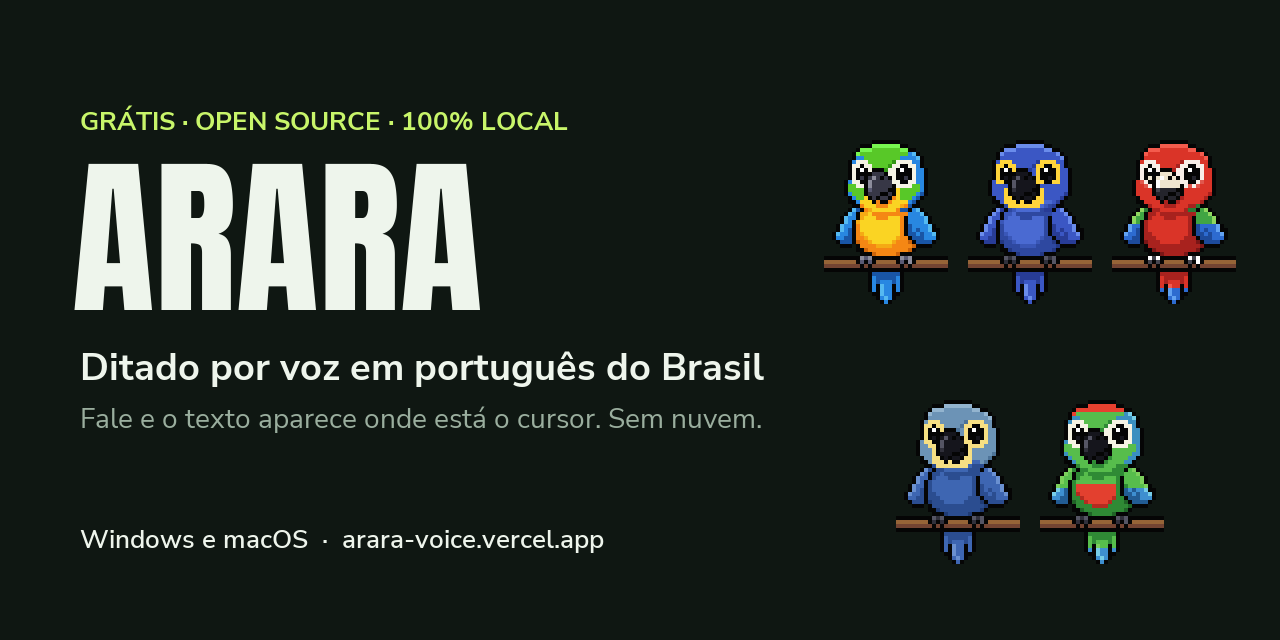 GRÁTIS · OPEN SOURCE · 100% LOCAL
ARARA
Ditado por voz em português do Brasil
Fale e o texto aparece onde está o cursor. Sem nuvem.
Windows e macOS · arara-voice.vercel.app